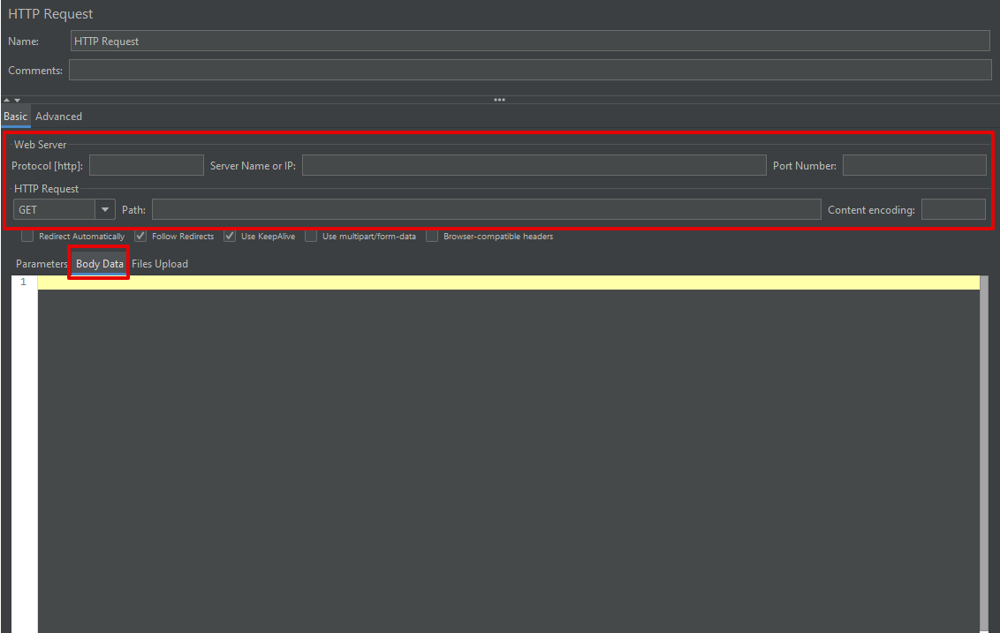 HTTP Request
Name: HTTP Request
Comments:
Basic Advanced
Web Server
Protocol [http]: Server Name or IP: Port Number:
HTTP Request
GET Path: Content encoding:
Redirect Automatically Follow Redirects Use KeepAlive Use multipart/form-data Browser-compatible headers
Parameters Body Data Files Upload
1